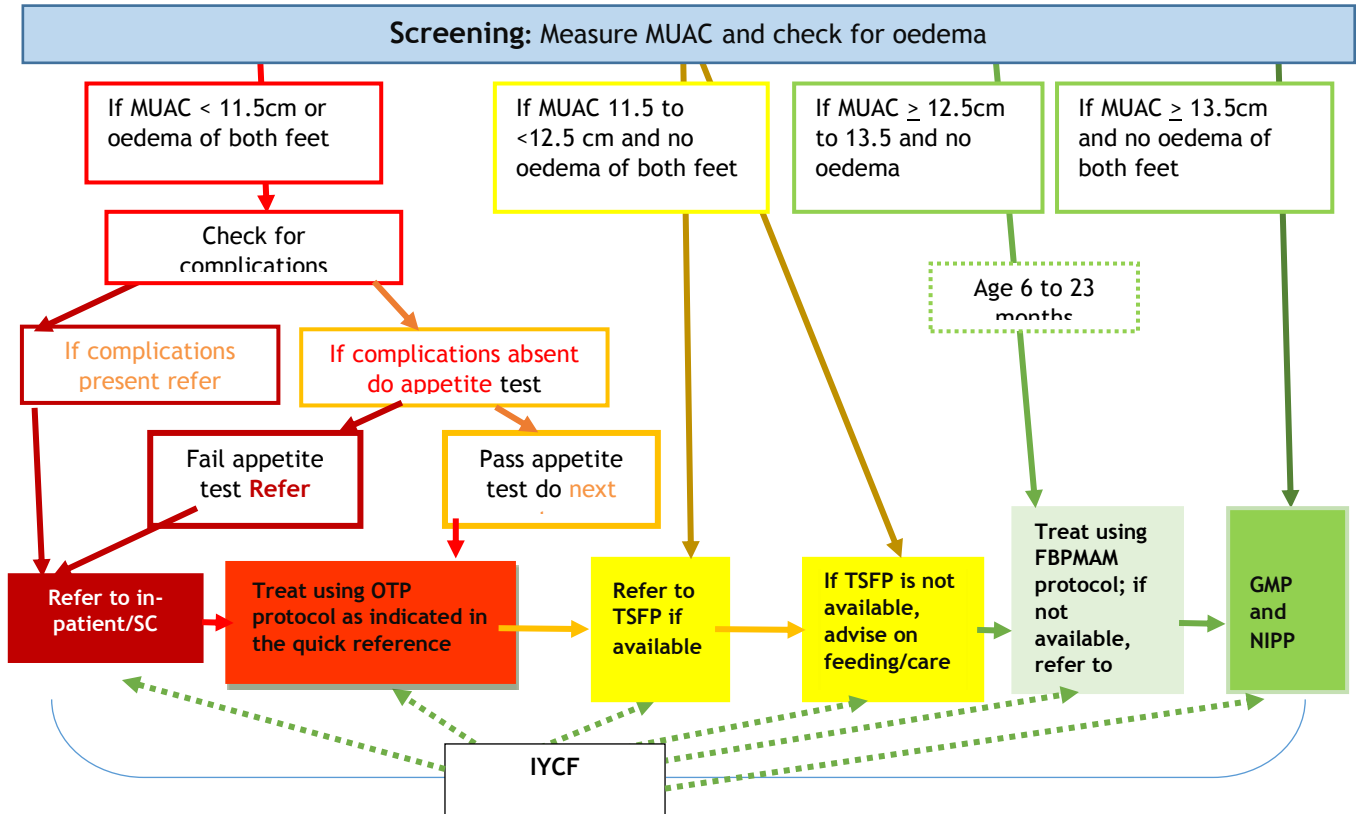 Screening: Measure MUAC and check for oedema
If MUAC < 11.5cm or
oedema of both feet
If MUAC 11.5 to
<12.5 cm and no
oedema of both feet
If MUAC ≥ 12.5cm
to 13.5 and no
oedema
If MUAC ≥ 13.5cm
and no oedema of
both feet
Check for
complications
Age 6 to 23
months
If complications
present refer
If complications absent
do appetite test
Fail appetite
test Refer
Pass appetite
test do next
Refer to in-
patient/SC
Treat using OTP
protocol as indicated in
the quick reference
Refer to
TSFP if
available
If TSFP is not
available,
advise on
feeding/care
Treat using
FBPMAM
protocol; if
not
available,
refer to
GMP
and
NIPP
IYCF